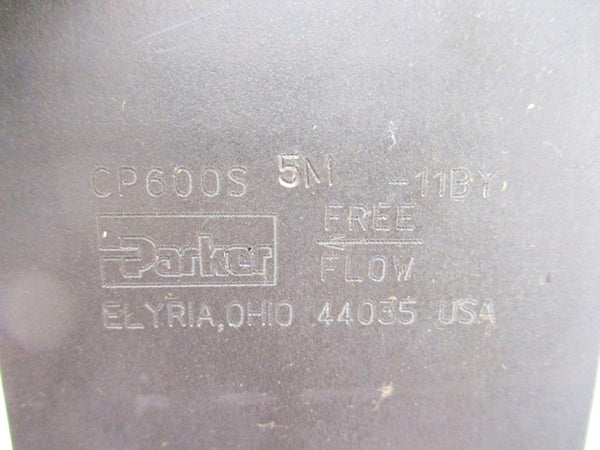 CP600S 5M -11BY
Parker
FREE
FLOW
ELYRIA, OHIO 44035 USA